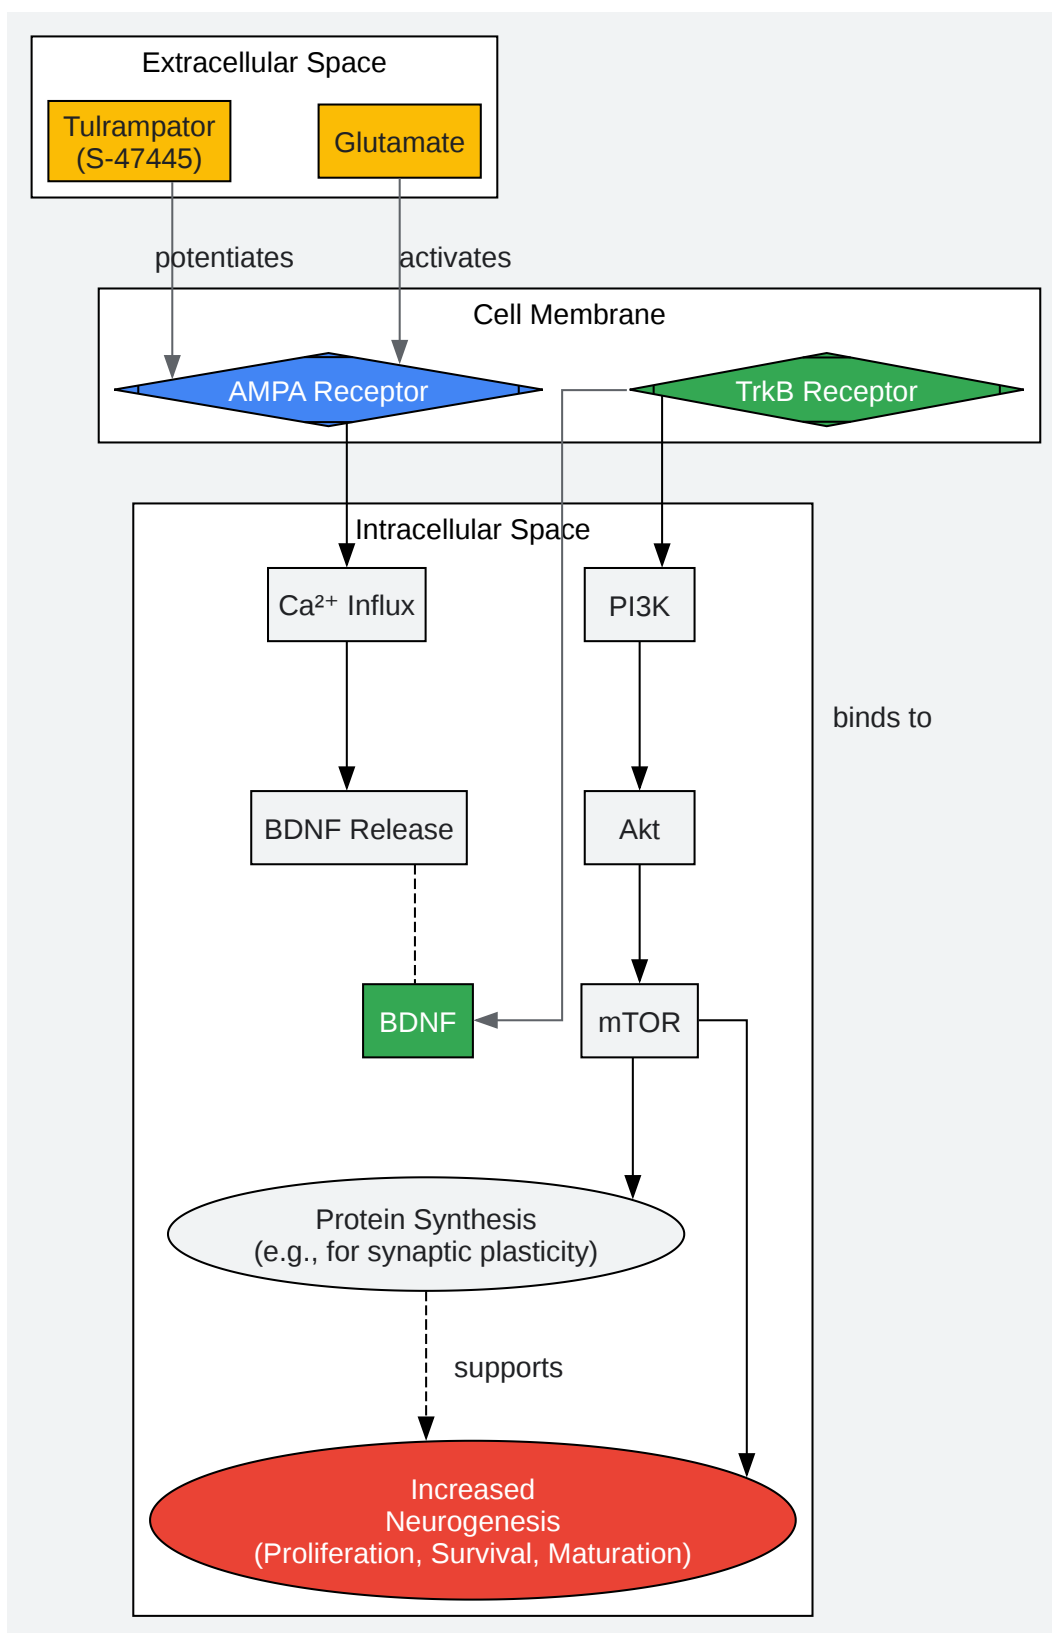 Extracellular Space
Tulrampator
(S-47445)
Glutamate
potentiates
activates
Cell Membrane
AMPA Receptor
TrkB Receptor
Intracellular Space
Ca²⁺ Influx
PI3K
binds to
BDNF Release
Akt
BDNF
mTOR
Protein Synthesis
(e.g., for synaptic plasticity)
supports
Increased
Neurogenesis
(Proliferation, Survival, Maturation)